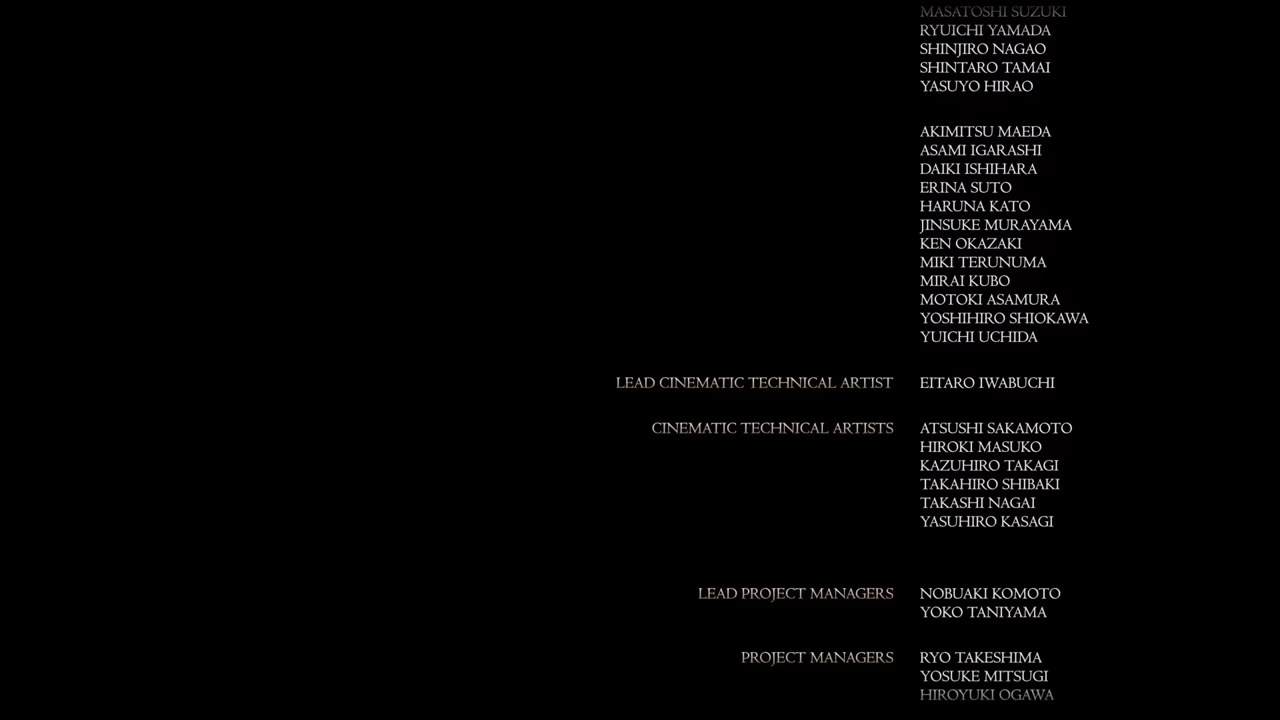 MASATOSHI SUZUKI
RYUICHI YAMADA
SHINJIRO NAGAO
SHINTARO TAMAI
YASUYO HIRAO
AKIMITSU MAEDA
ASAMI IGARASHI
DAIKI ISHIHARA
ERINA SUTO
HARUNA KATO
JINSUKE MURAYAMA
KEN OKAZAKI
MIKI TERUNUMA
MIRAI KUBO
MOTOKI ASAMURA
YOSHIHIRO SHIOKAWA
YUICHI UCHIDA
LEAD CINEMATIC TECHNICAL ARTIST EITARO IWABUCHI
CINEMATIC TECHNICAL ARTISTS ATSUSHI SAKAMOTO
HIROKI MASUKO
KAZUHIRO TAKAGI
TAKAHIRO SHIBAKI
TAKASHI NAGAI
YASUHIRO KASAGI
LEAD PROJECT MANAGERS NOBUAKI KOMOTO
YOKO TANIYAMA
PROJECT MANAGERS RYO TAKESHIMA
YOSUKE MITSUGI
HIROYUKI OGAWA